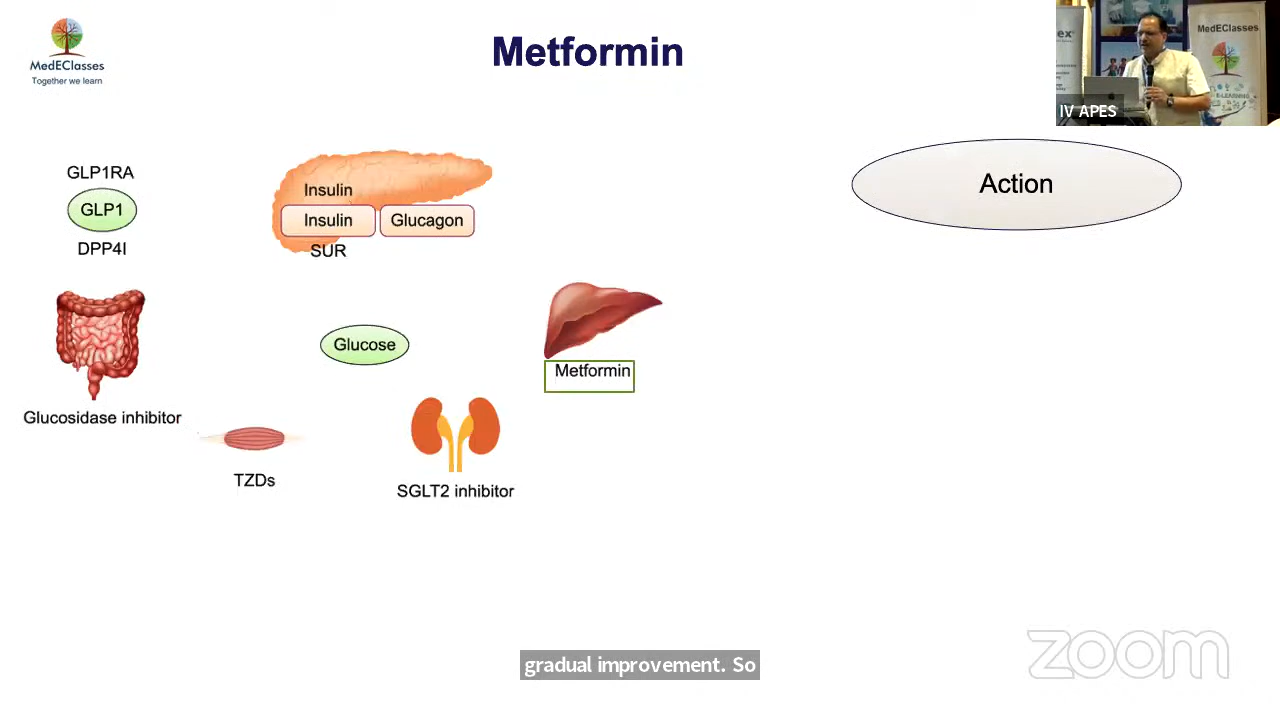 MedEClasses
Together we learn
Metformin
MedEClasses
IV APES
GLP1RA
GLP1
DPP4I
Insulin
Insulin
Glucagon
SUR
Action
Glucose
Metformin
Glucosidase inhibitor
TZDs
SGLT2 inhibitor
gradual improvement. So
zoom